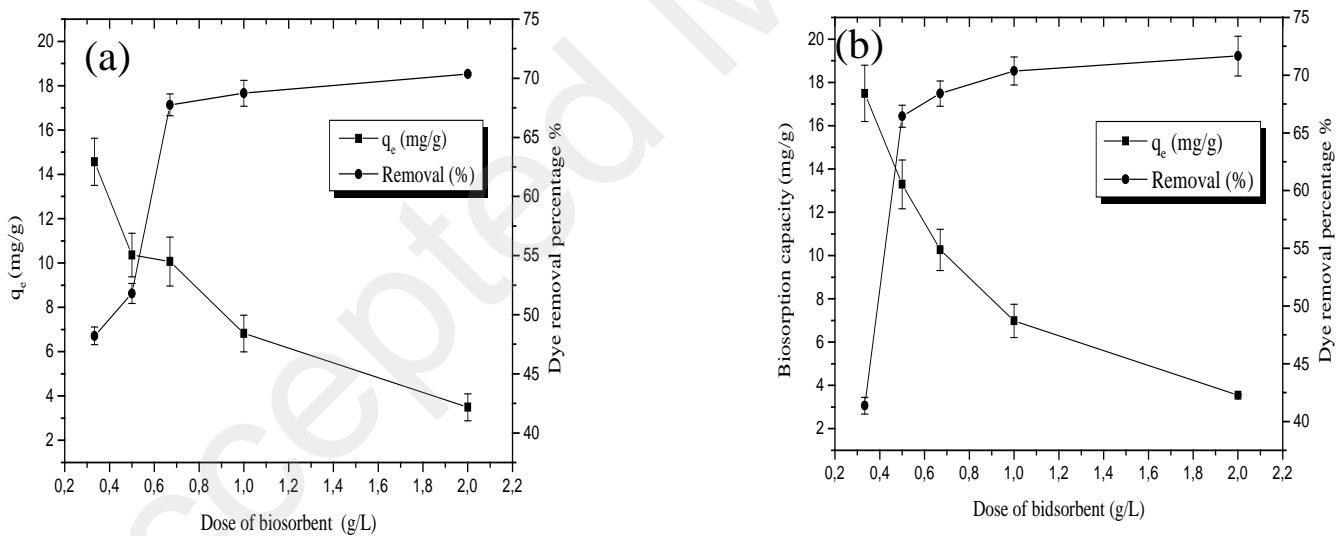 (a)
20
18
16
14
12
10
8
6
4
2
q_e (mg/g)
75
70
65
60
55
50
45
40
Dye removal percentage %
q_e (mg/g)
Removal (%)
0,2 0,4 0,6 0,8 1,0 1,2 1,4 1,6 1,8 2,0 2,2
Dose of biosorbent (g/L)
(b)
20
18
16
14
12
10
8
6
4
2
Biosorption capacity (mg/g)
75
70
65
60
55
50
45
40
Dye removal percentage %
q_e (mg/g)
Removal (%)
0,2 0,4 0,6 0,8 1,0 1,2 1,4 1,6 1,8 2,0 2,2
Dose of bidsorbent (g/L)
ccepted M